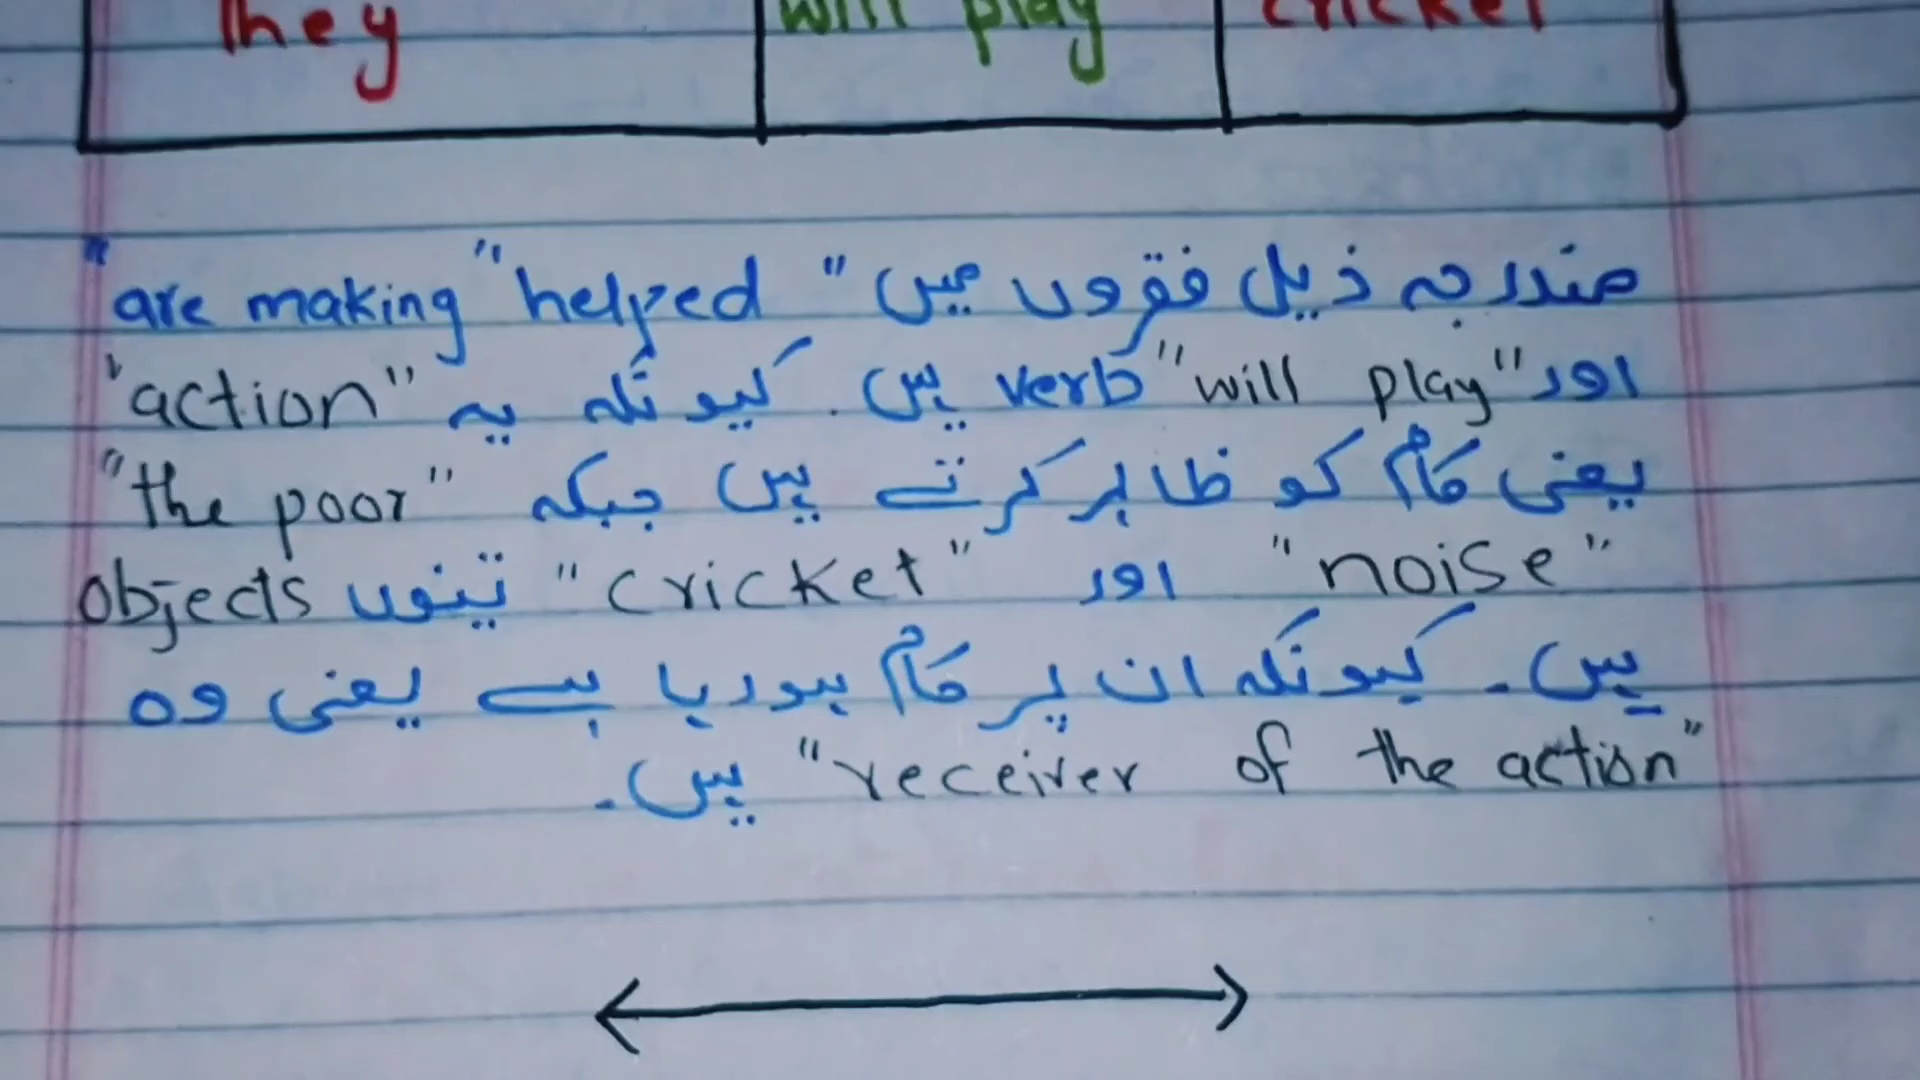 They will play cricket
مندرجہ ذیل فقروں میں "helped" "are making"
اور "will play" verb ہیں. کیونکہ یہ "action"
یعنی کام کو ظاہر کرتے ہیں جبکہ "the poor"
"noise" اور "cricket" تینوں objects
ہیں۔ کیونکہ ان پر کام ہورہا ہے یعنی وہ
"receiver of the action" ہیں۔